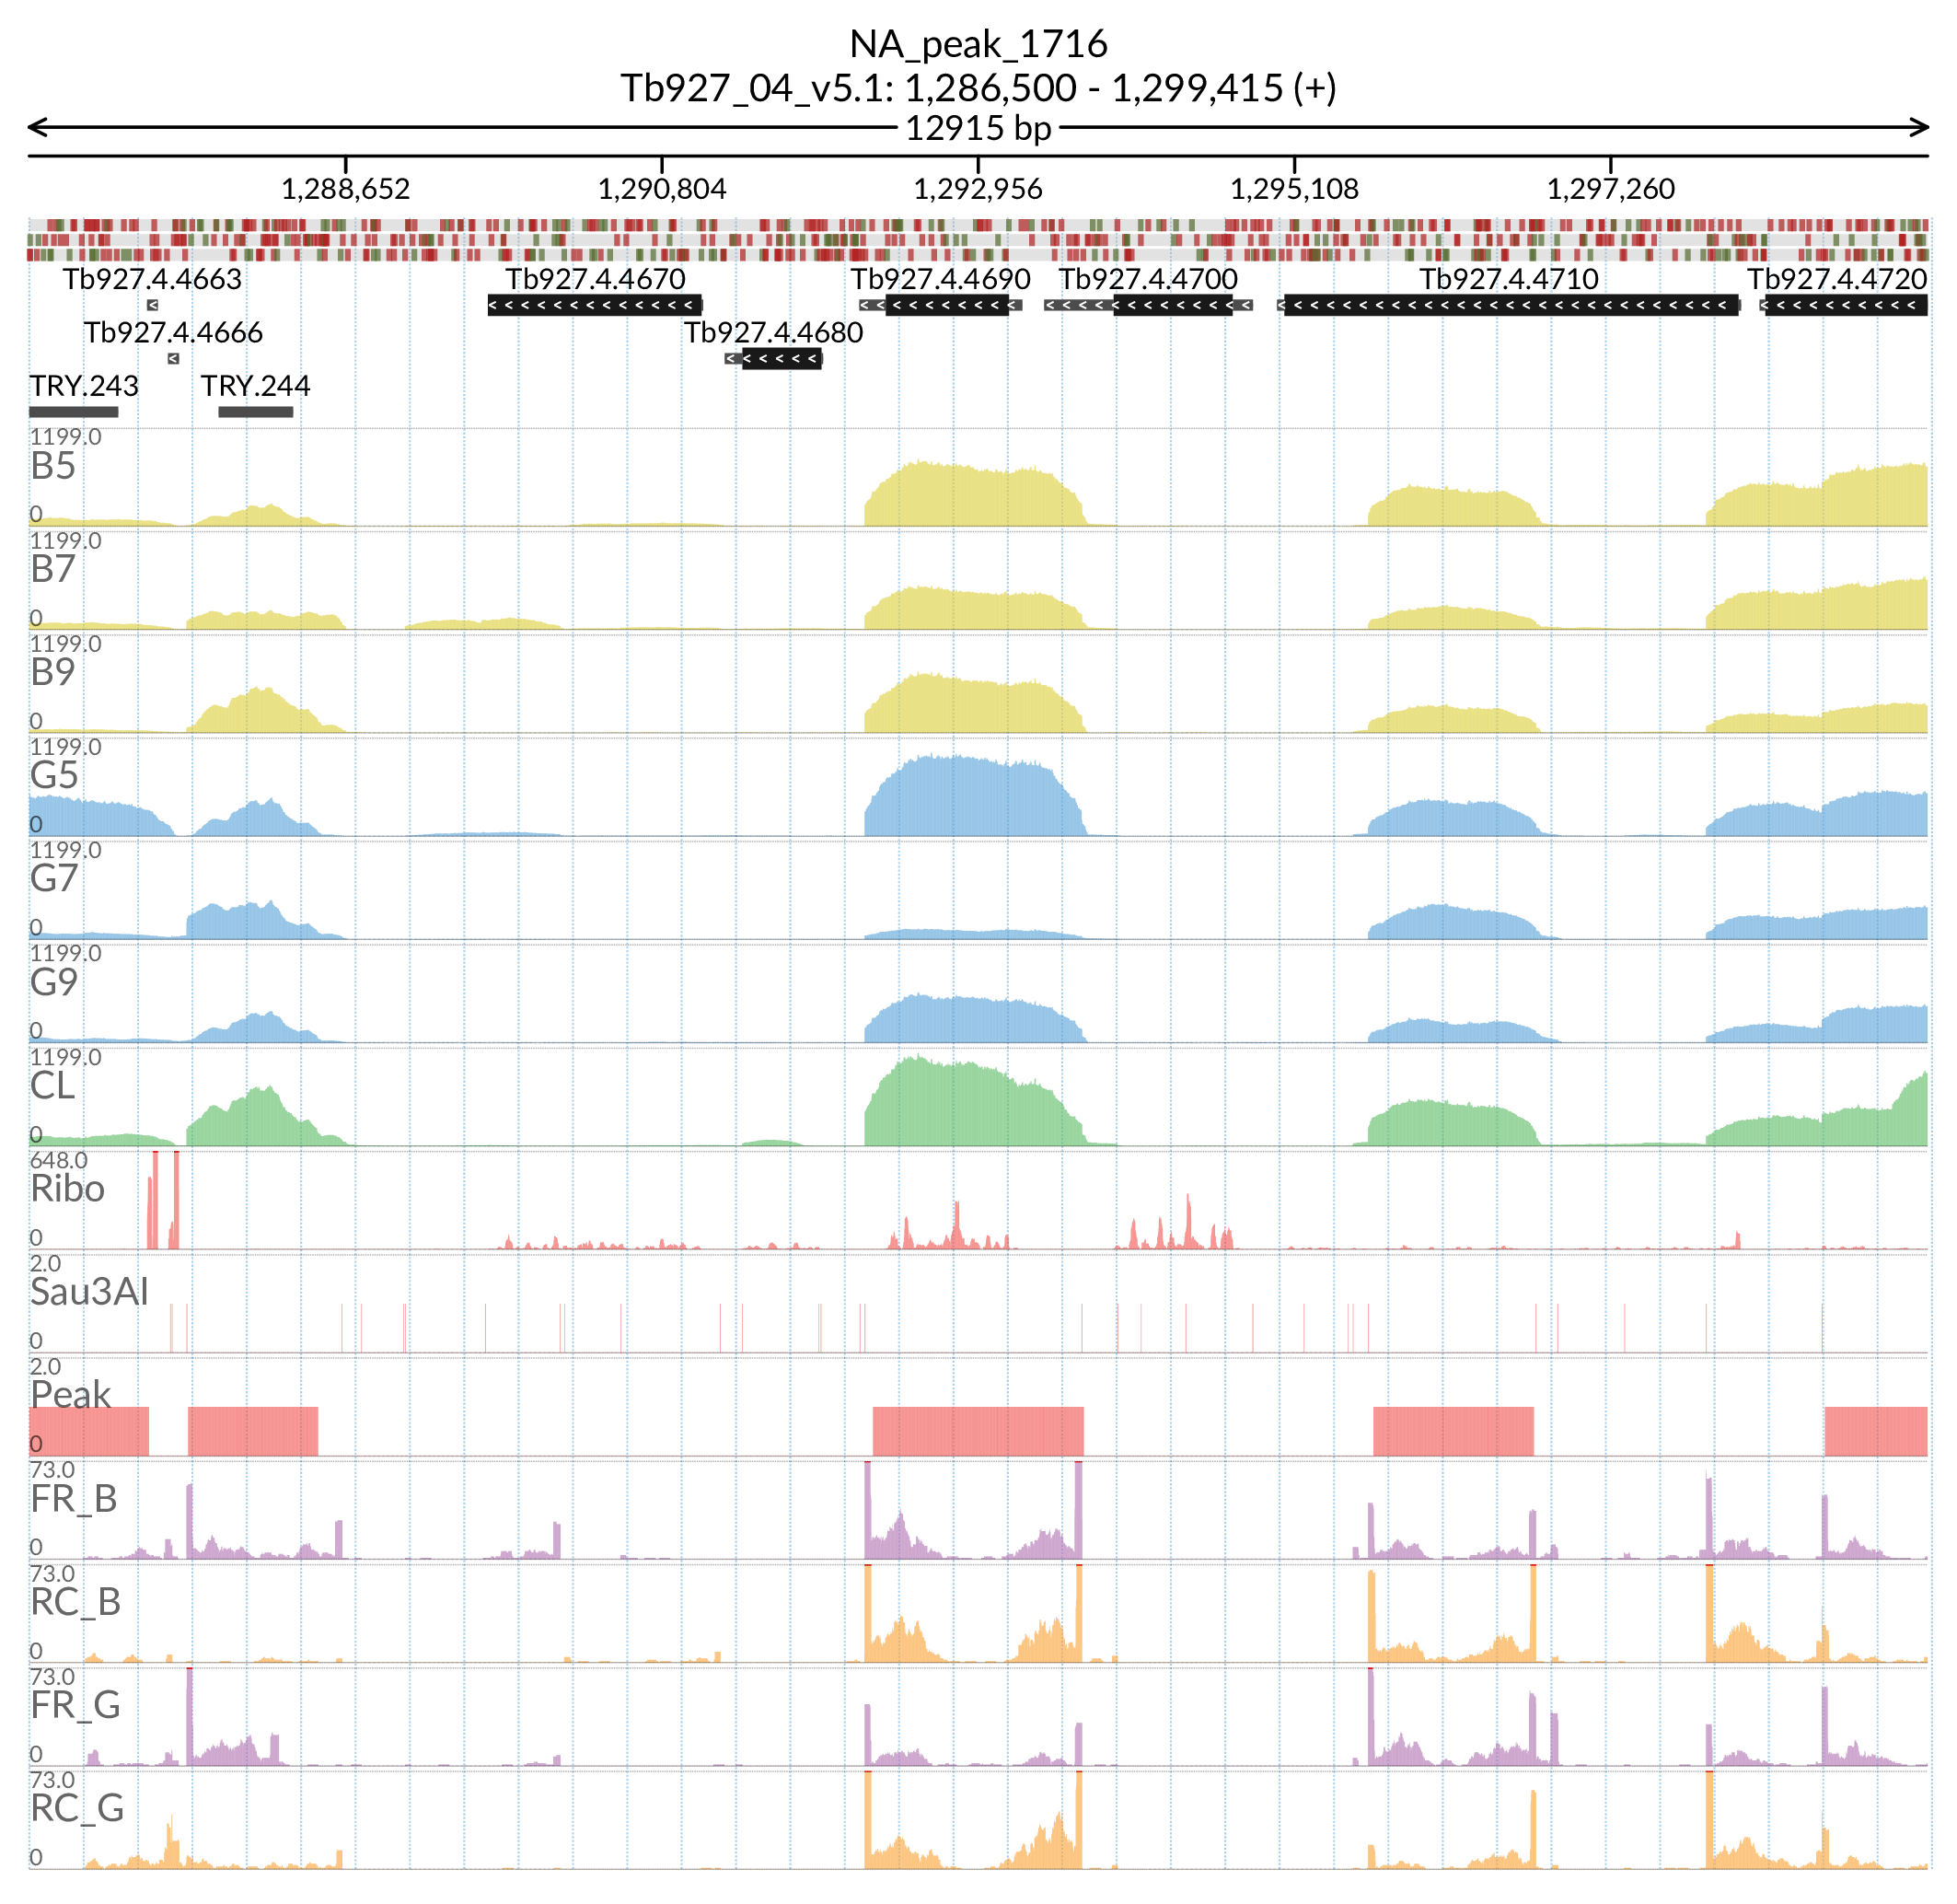 NA_peak_1716
Tb927_04_v5.1: 1,286,500 - 1,299,415 (+)
12915 bp
1,288,652 1,290,804 1,292,956 1,295,108 1,297,260
Tb927.4.4663 Tb927.4.4670 Tb927.4.4690 Tb927.4.4700 Tb927.4.4710 Tb927.4.4720
Tb927.4.4666 Tb927.4.4680
TRY.243 TRY.244
1199.0
B5
0
1199.0
B7
0
1199.0
B9
0
1199.0
G5
0
1199.0
G7
0
1199.0
G9
0
1199.0
CL
0
648.0
Ribo
0
2.0
Sau3AI
0
2.0
Peak
0
73.0
FR_B
0
73.0
RC_B
0
73.0
FR_G
0
73.0
RC_G
0